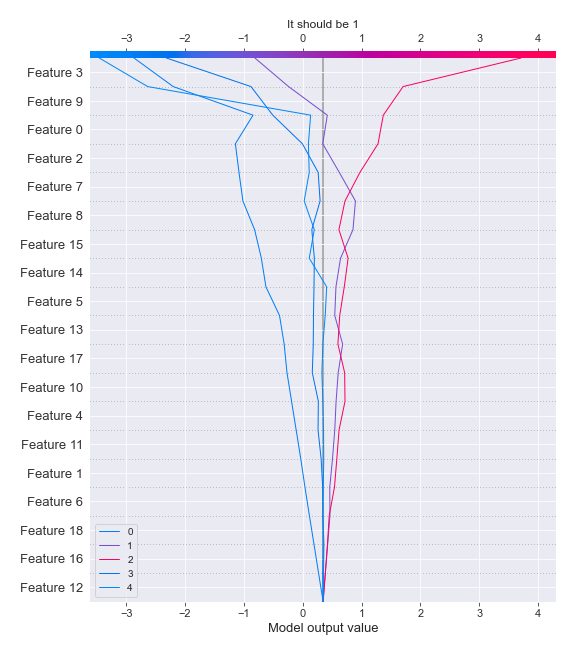 It should be 1
−3 −2 −1 0 1 2 3 4
Feature 3
Feature 9
Feature 0
Feature 2
Feature 7
Feature 8
Feature 15
Feature 14
Feature 5
Feature 13
Feature 17
Feature 10
Feature 4
Feature 11
Feature 1
Feature 6
Feature 18
Feature 16
Feature 12
0
1
2
3
4
−3 −2 −1 0 1 2 3 4
Model output value